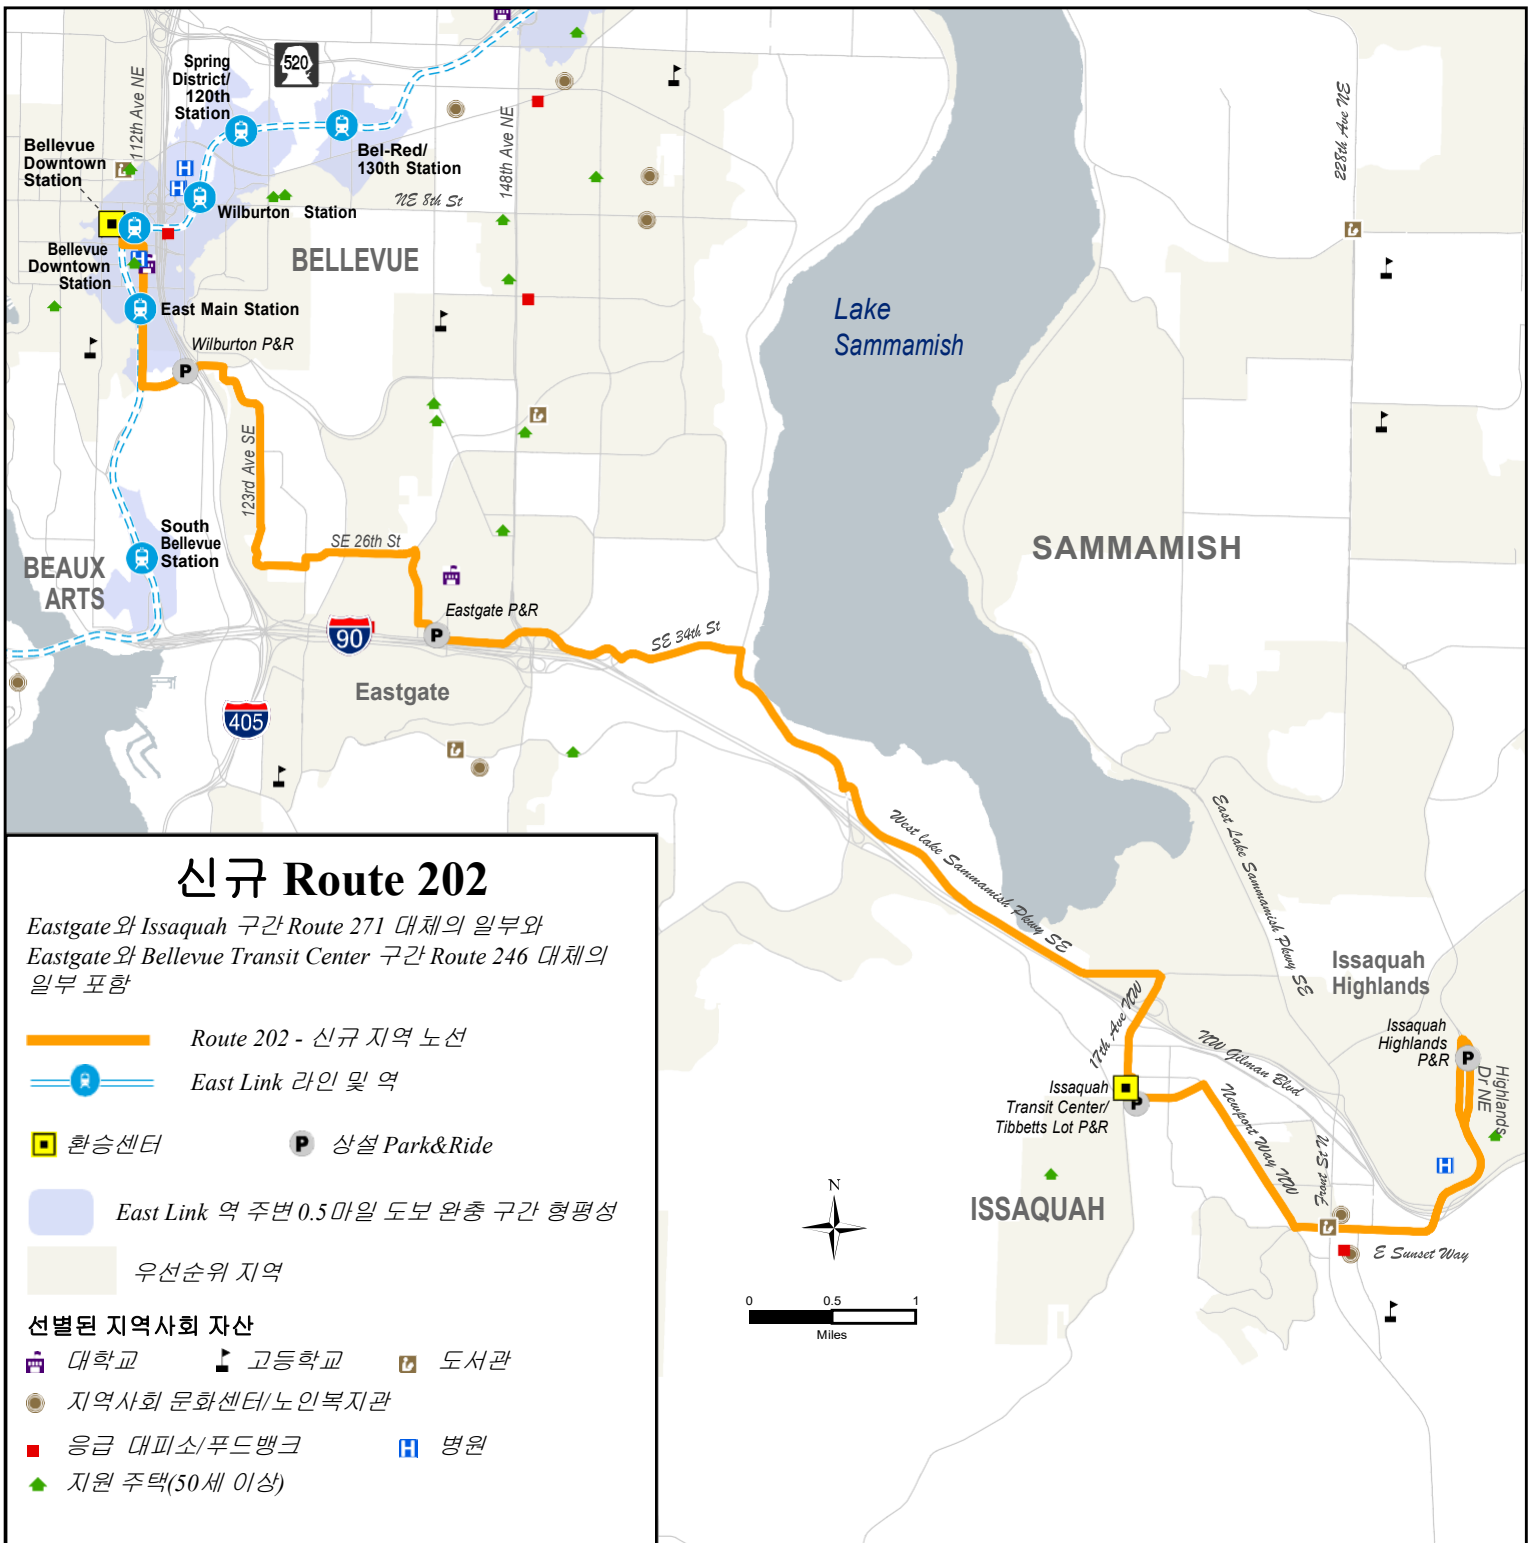 520
Spring
District/
120th
Station
112th Ave NE
Bellevue
Downtown
Station
Bel-Red/
130th Station
148th Ave NE
228th Ave NE
NE 8th St
Wilburton Station
BELLEVUE
Bellevue
Downtown
Station
East Main Station
Wilburton P&R
Lake
Sammamish
123rd Ave SE
SE 26th St
South
Bellevue
Station
BEAUX
ARTS
SAMMAMISH
Eastgate P&R
90
SE 34th St
Eastgate
405
West lake Sammamish Pkwy SE
East Lake Sammamish Pkwy SE
Issaquah
Highlands
17th Ave NW
NW Gilman Blvd
Issaquah
Highlands
P&R
Highlands
Dr NE
Issaquah
Transit Center/
Tibbetts Lot P&R
Newport Way NW
Front St N
ISSAQUAH
E Sunset Way
N
0 0.5 1
Miles
신규 Route 202
Eastgate와 Issaquah 구간 Route 271 대체의 일부와
Eastgate와 Bellevue Transit Center 구간 Route 246 대체의
일부 포함
Route 202 - 신규 지역 노선
East Link 라인 및 역
환승센터
P 상설 Park&Ride
East Link 역 주변 0.5마일 도보 완충 구간 형평성
우선순위 지역
선별된 지역사회 자산
대학교 고등학교 도서관
지역사회 문화센터/노인복지관
응급 대피소/푸드뱅크 H 병원
지원 주택(50세 이상)